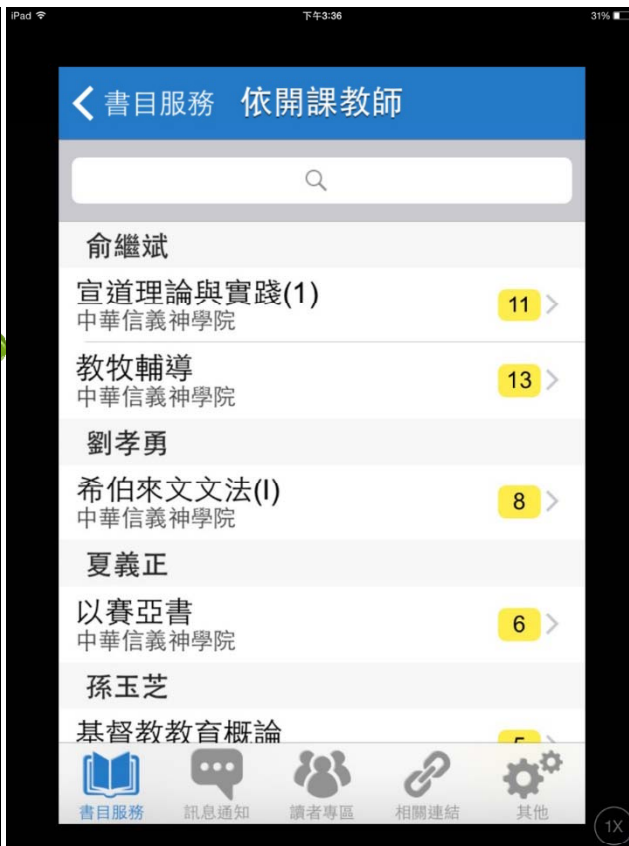 iPad 下午3:36 31%
書目服務 依開課教師
俞繼斌
宣道理論與實踐(1)
中華信義神學院
11
教牧輔導
中華信義神學院
13
劉孝勇
希伯來文文法(I)
中華信義神學院
8
夏義正
以賽亞書
中華信義神學院
6
孫玉芝
基督教教育概論
書目服務 訊息通知 讀者專區 相關連結 其他
1X